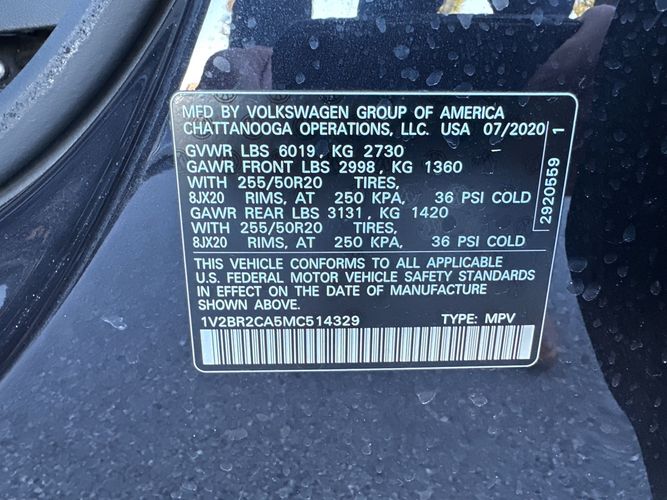 MFD BY VOLKSWAGEN GROUP OF AMERICA
CHATTANOOGA OPERATIONS, LLC. USA 07/2020
GVWR LBS 6019, KG 2730
GAWR FRONT LBS 2998, KG 1360
WITH 255/50R20 TIRES,
8JX20 RIMS, AT 250 KPA, 36 PSI COLD
GAWR REAR LBS 3131, KG 1420
WITH 255/50R20 TIRES,
8JX20 RIMS, AT 250 KPA, 36 PSI COLD
THIS VEHICLE CONFORMS TO ALL APPLICABLE
U.S. FEDERAL MOTOR VEHICLE SAFETY STANDARDS
IN EFFECT ON THE DATE OF MANUFACTURE
SHOWN ABOVE.
1V2BR2CA5MC514329 TYPE: MPV
2920559 1